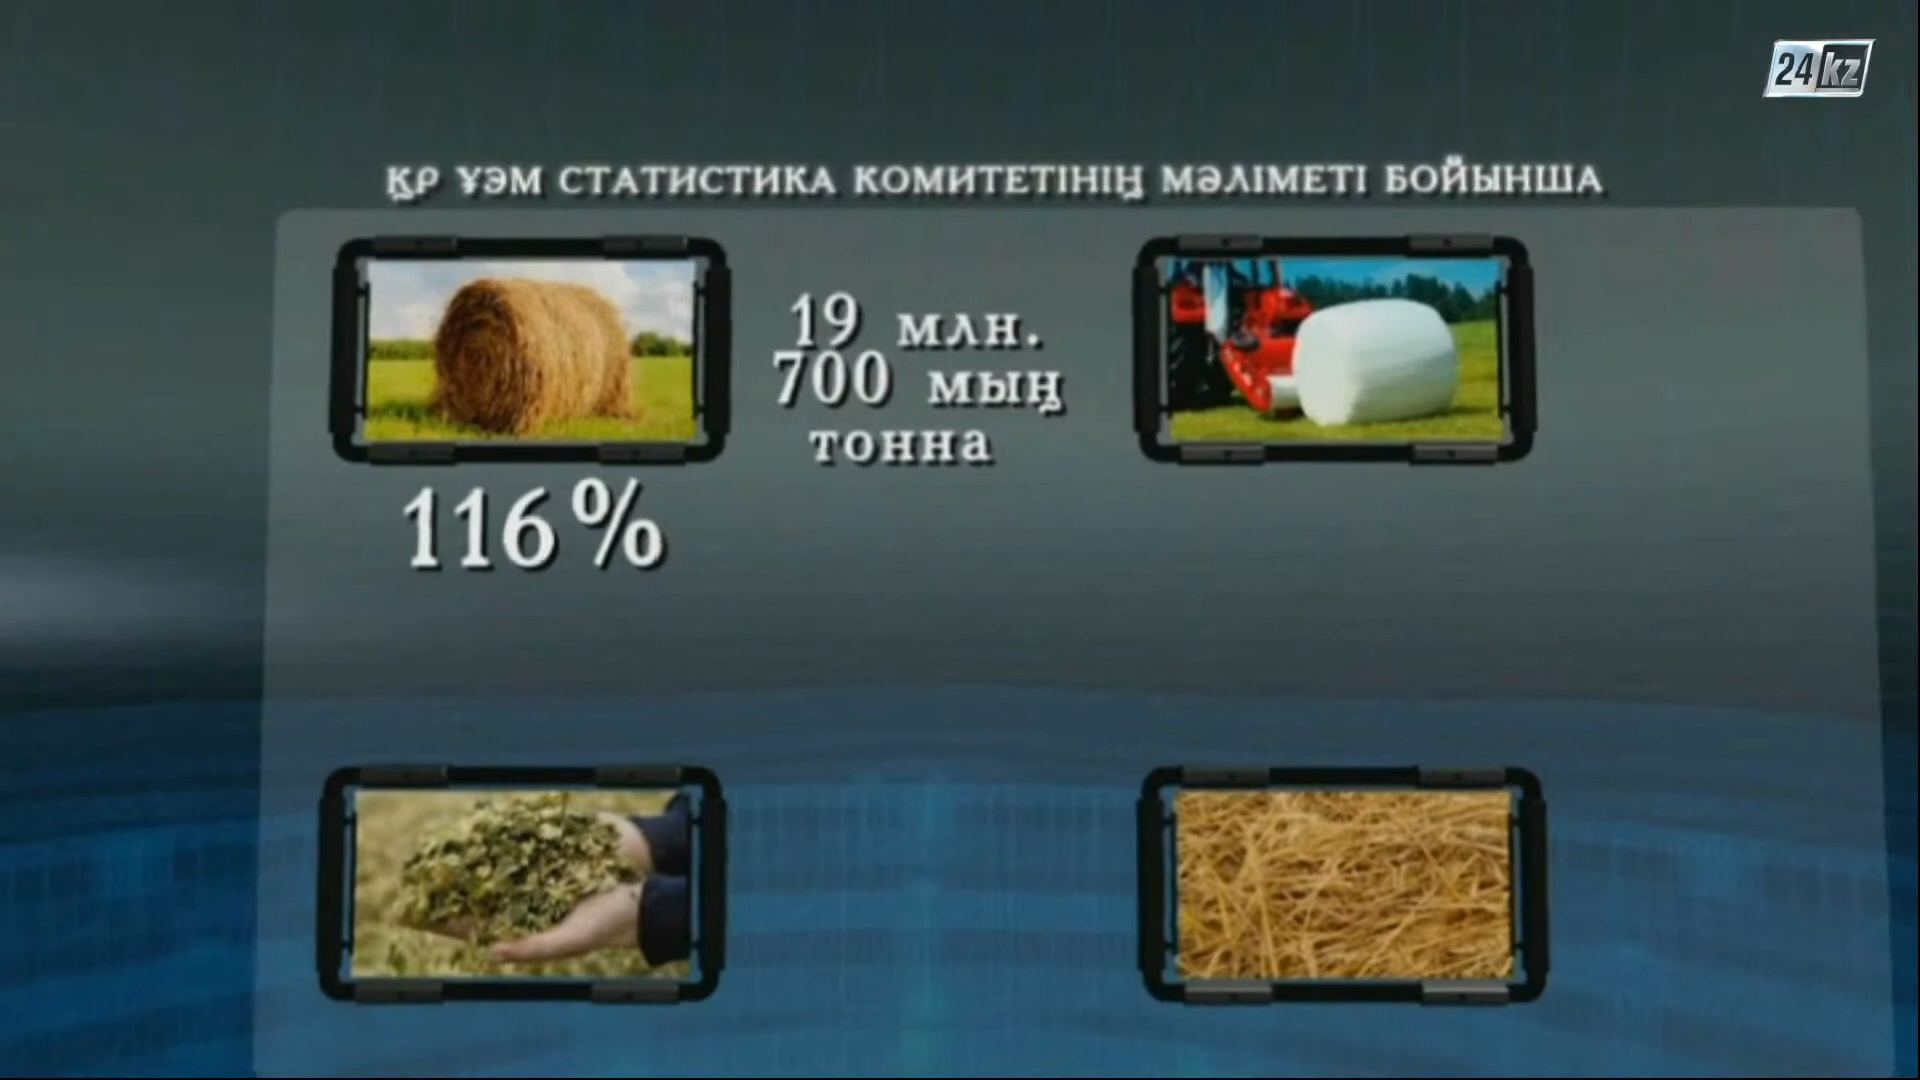 24kz
ҚР ҰЭМ СТАТИСТИКА КОМИТЕТІНІҢ МӘЛІМЕТІ БОЙЫНША
19 млн.
700 мың
тонна
116%